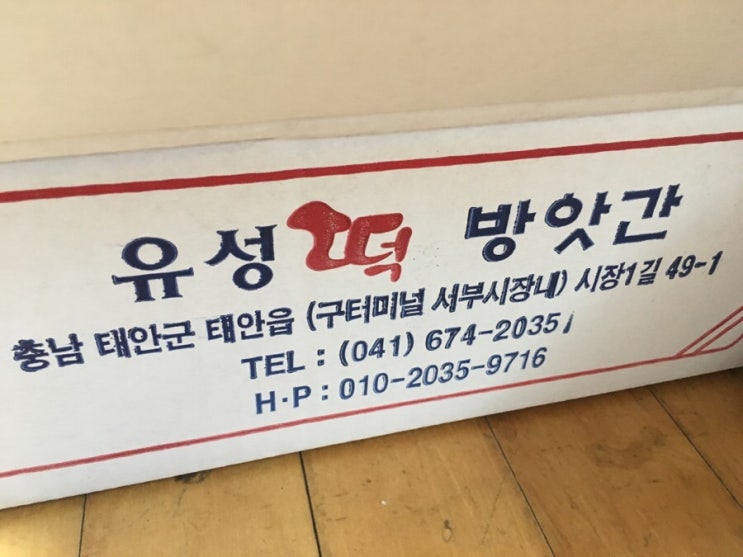 유성떡 방앗간
충남 태안군 태안읍 (구터미널 서부시장내) 시장1길 49-1
TEL : (041) 674-2035
H·P : 010-2035-9716